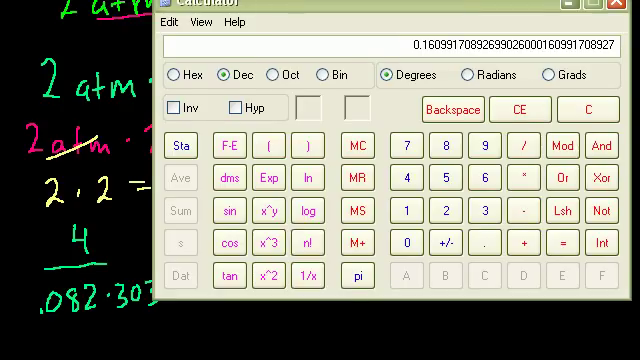 2 atm
Calculator
Edit View Help
0.16099170892699026000160991708927
Hex Dec Oct Bin Degrees Radians Grads
Inv Hyp Backspace CE C
Sta F-E ( ) MC 7 8 9 / Mod And
Ave dms Exp ln MR 4 5 6 * Or Xor
Sum sin x^y log MS 1 2 3 - Lsh Not
s cos x^3 n! M+ 0 +/- . + = Int
Dat tan x^2 1/x pi A B C D E F
2 atm ·
2 atm ·
2 · 2 =
4
.082 · 303